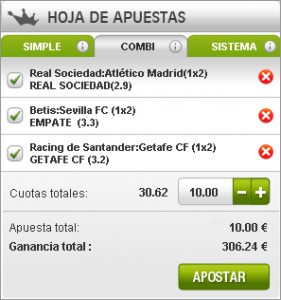 HOJA DE APUESTAS
SIMPLE i COMBI i SISTEMA i
Real Sociedad:Atlético Madrid(1x2)
REAL SOCIEDAD(2.9)
Betis:Sevilla FC (1x2)
EMPATE (3.3)
Racing de Santander:Getafe CF (1x2)
GETAFE CF (3.2)
Cuotas totales: 30.62 10.00 - +
Apuesta total: 10.00 €
Ganancia total : 306.24 €
APOSTAR